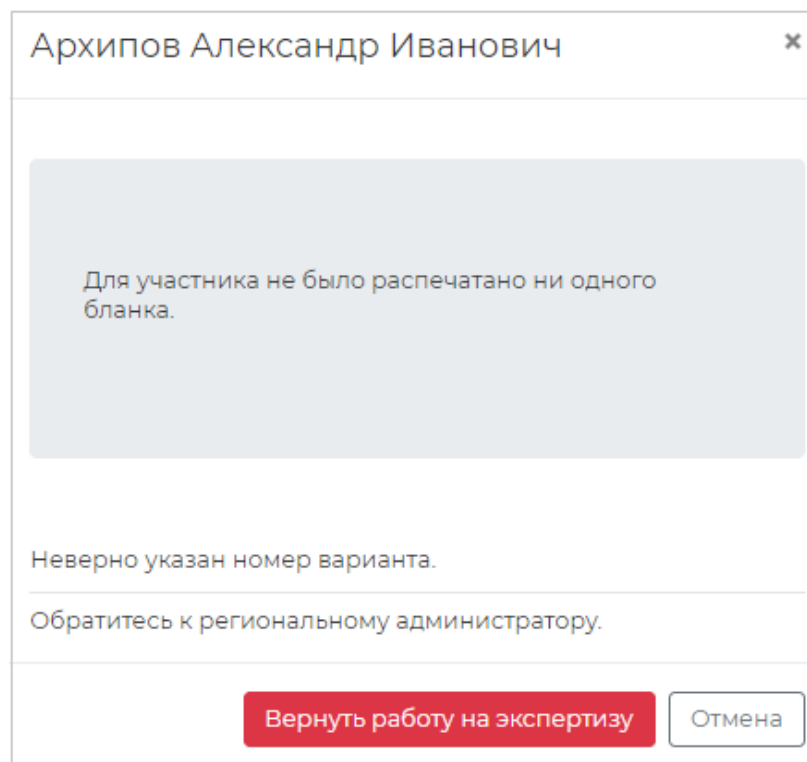 Архипов Александр Иванович ×
Для участника не было распечатано ни одного
бланка.
Неверно указан номер варианта.
Обратитесь к региональному администратору.
Вернуть работу на экспертизу Отмена